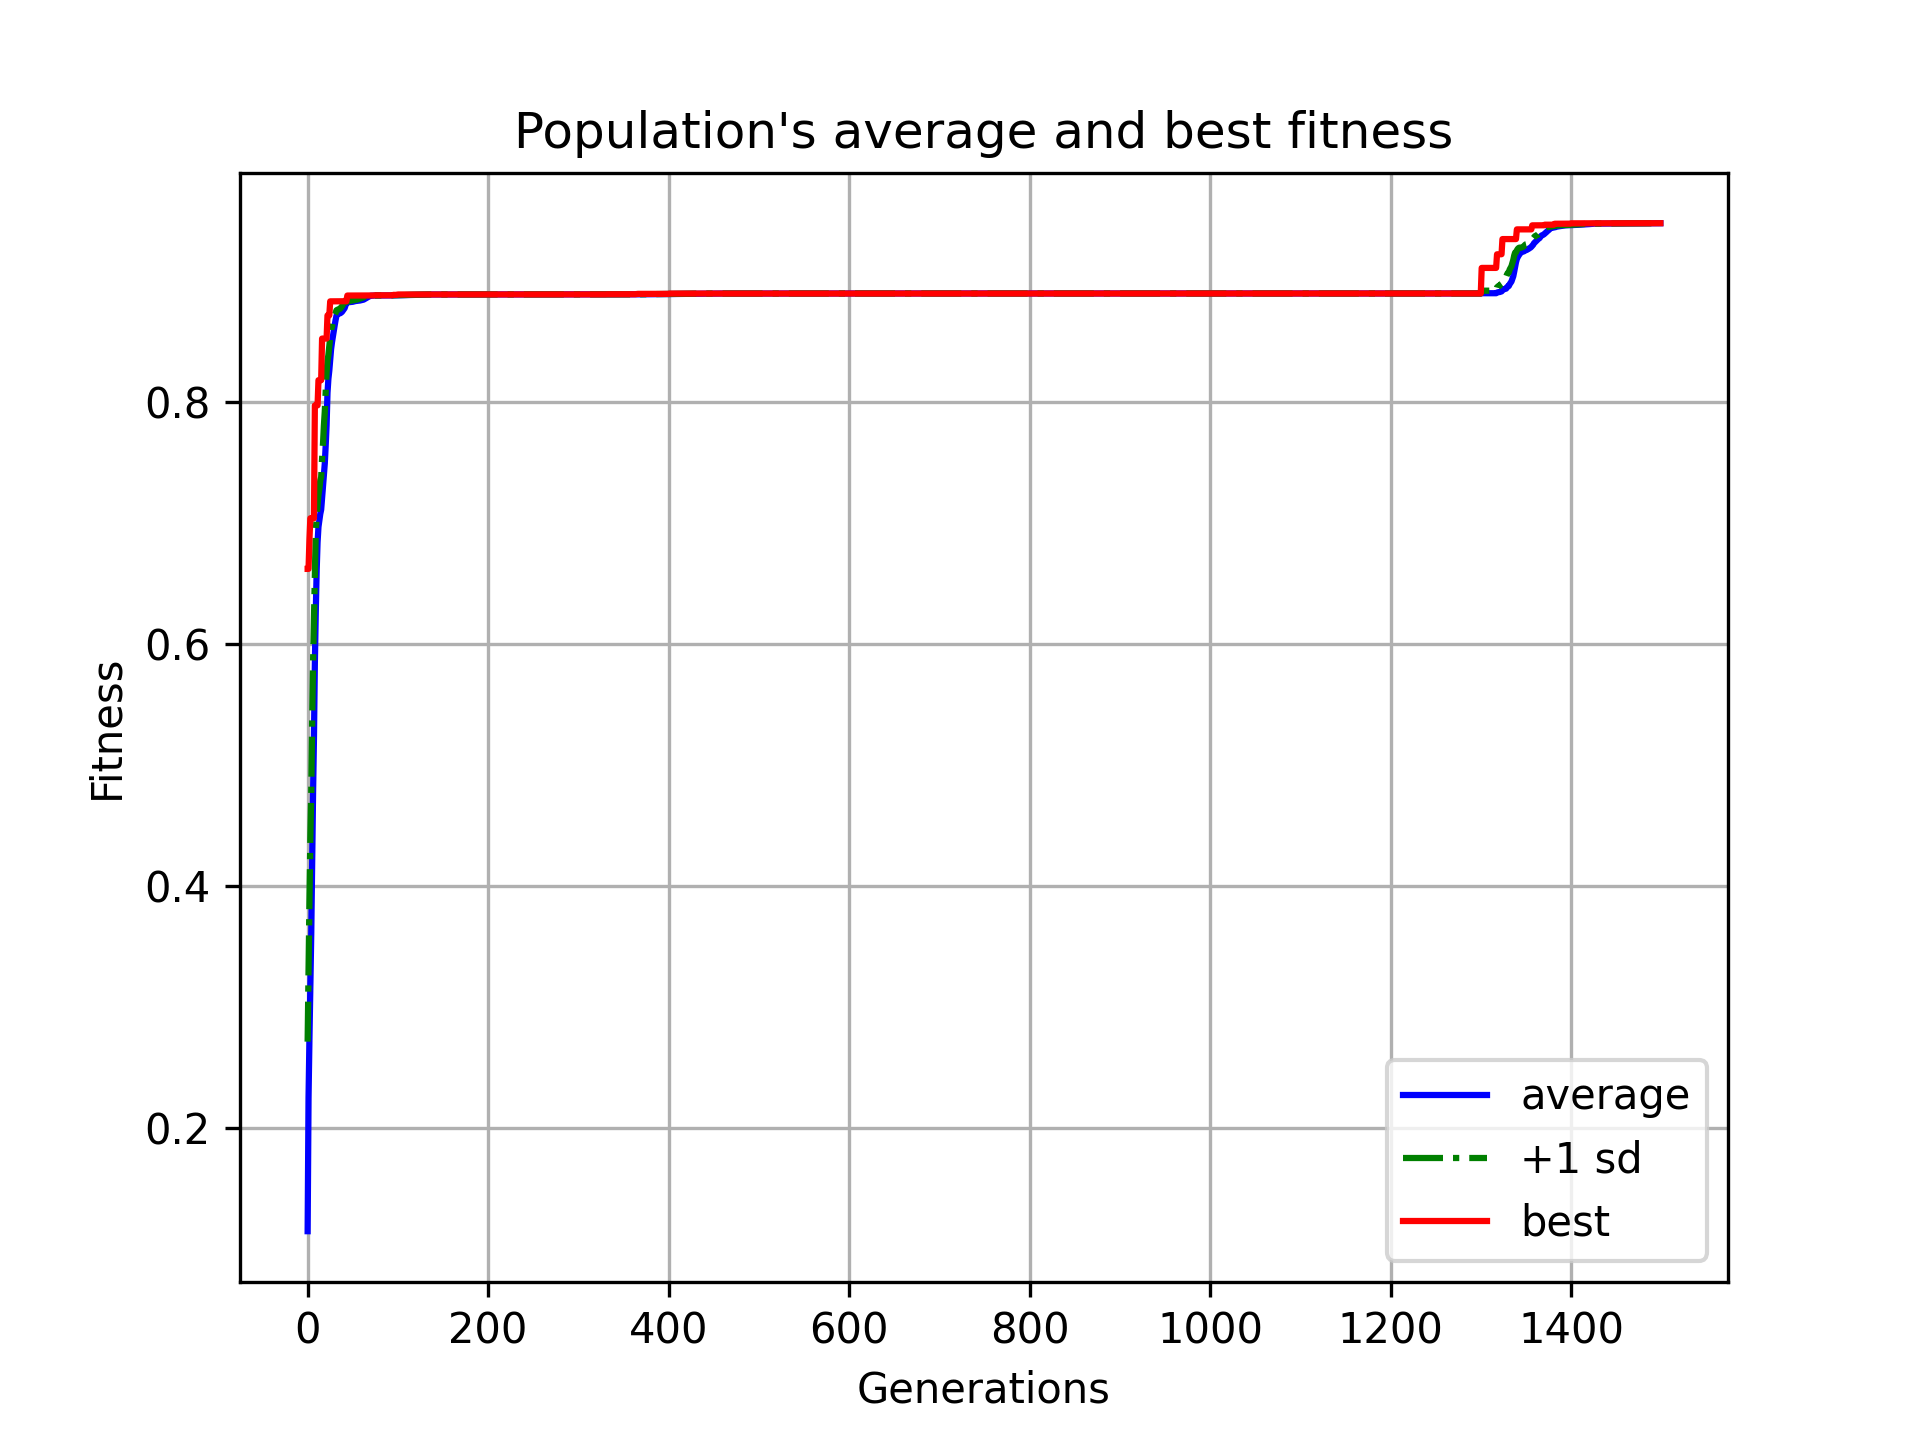 Population's average and best fitness
Fitness
0.8
0.6
0.4
0.2
average
+1 sd
best
0 200 400 600 800 1000 1200 1400
Generations